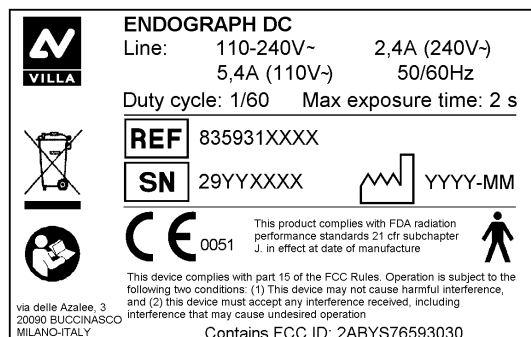 ENDOGRAPH DC
Line: 110-240V~ 2,4A (240V~)
5,4A (110V~) 50/60Hz
Duty cycle: 1/60 Max exposure time: 2 s
VILLA
REF 835931XXXX
SN 29YYXXXX YYYY-MM
CE 0051
This product complies with FDA radiation
performance standards 21 cfr subchapter
J. in effect at date of manufacture
This device complies with part 15 of the FCC Rules. Operation is subject to the
following two conditions: (1) This device may not cause harmful interference,
and (2) this device must accept any interference received, including
interference that may cause undesired operation
via delle Azalee, 3
20090 BUCCINASCO
MILANO-ITALY
Contains FCC ID: 2ABYS76593030